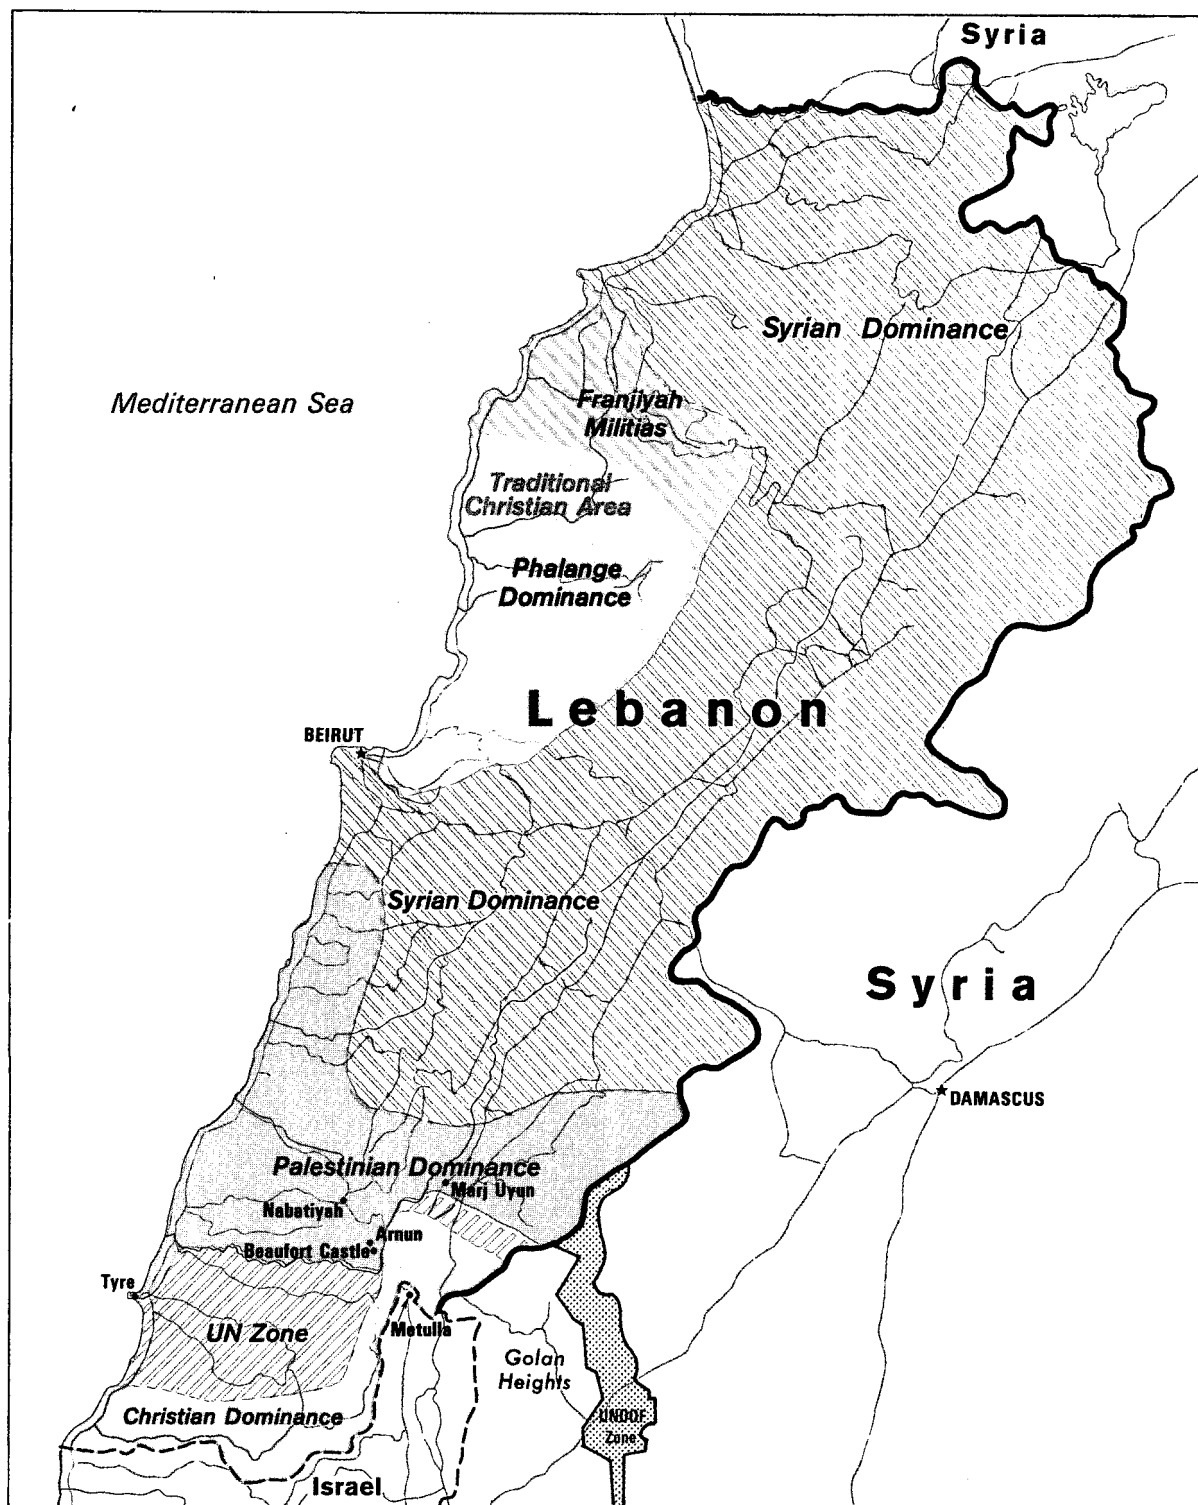 Syria
Syrian Dominance
Mediterranean Sea
Franjiyah
Militias
Traditional
Christian Area
Phalange
Dominance
Lebanon
BEIRUT
Syrian Dominance
Syria
DAMASCUS
Palestinian Dominance
Marj Uyun
Nabatiyah
Arnun
Beaufort Castle
Tyre
UN Zone
Metulla
Golan
Heights
Christian Dominance
UNDOF
Zone
Israel